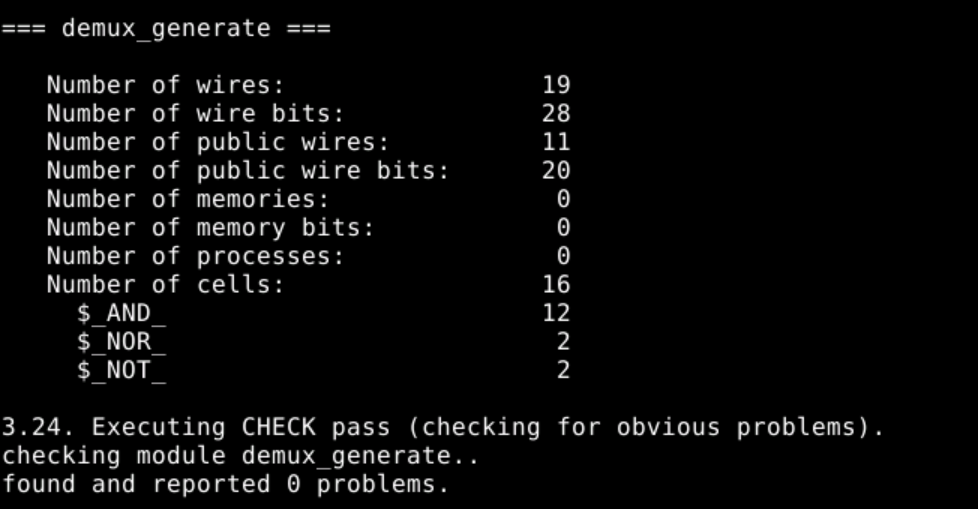 === demux_generate ===
Number of wires: 19
Number of wire bits: 28
Number of public wires: 11
Number of public wire bits: 20
Number of memories: 0
Number of memory bits: 0
Number of processes: 0
Number of cells: 16
$_AND_ 12
$_NOR_ 2
$_NOT_ 2
3.24. Executing CHECK pass (checking for obvious problems).
checking module demux_generate..
found and reported 0 problems.